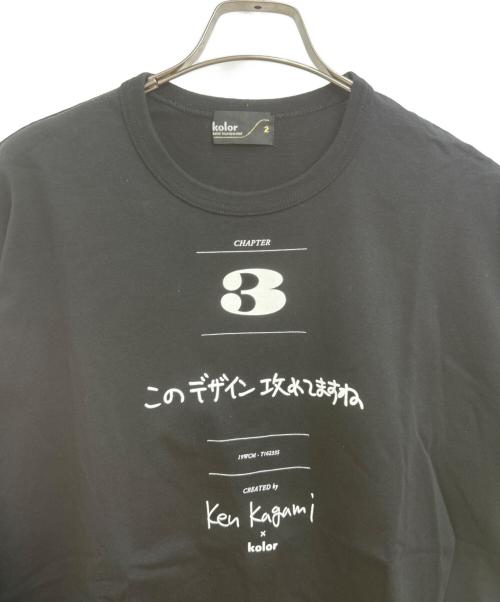 kolor
2
CHAPTER
3
このデザイン攻めてますね
19WCM-T16235S
CREATED by
Ken Kagami
×
kolor